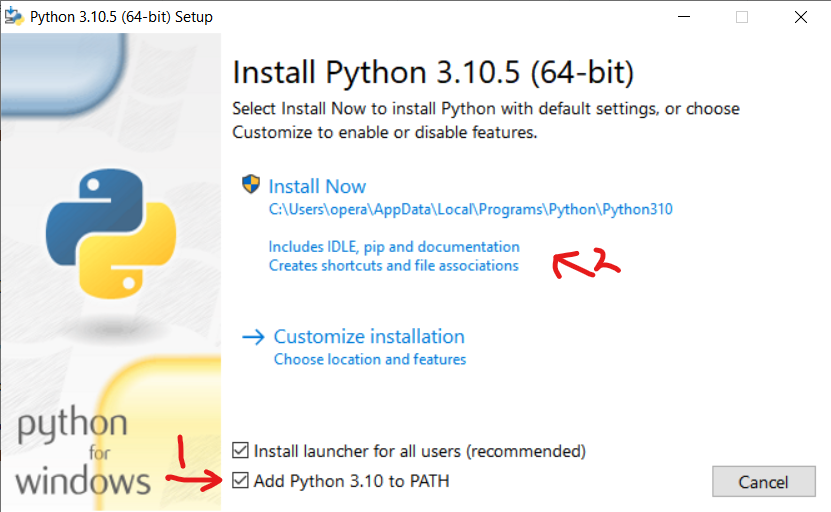 Python 3.10.5 (64-bit) Setup
Install Python 3.10.5 (64-bit)
Select Install Now to install Python with default settings, or choose
Customize to enable or disable features.
Install Now
C:\Users\opera\AppData\Local\Programs\Python\Python310
Includes IDLE, pip and documentation
Creates shortcuts and file associations
2
Customize installation
Choose location and features
python
for
windows
1
Install launcher for all users (recommended)
Add Python 3.10 to PATH
Cancel